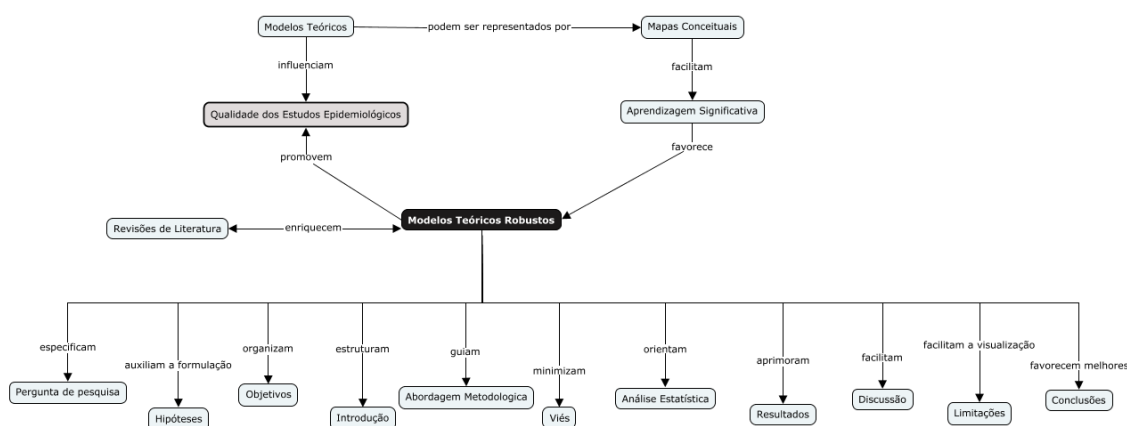 Modelos Teóricos
podem ser representados por
Mapas Conceituais
influenciam
facilitam
Qualidade dos Estudos Epidemiológicos
Aprendizagem Significativa
promovem
favorece
Modelos Teóricos Robustos
Revisões de Literatura
enriquecem
especificam
auxiliam a formulação
organizam
estruturam
guiam
minimizam
orientam
aprimoram
facilitam
facilitam a visualização
favorecem melhores
Pergunta de pesquisa
Hipóteses
Objetivos
Introdução
Abordagem Metodologica
Viés
Análise Estatística
Resultados
Discussão
Limitações
Conclusões